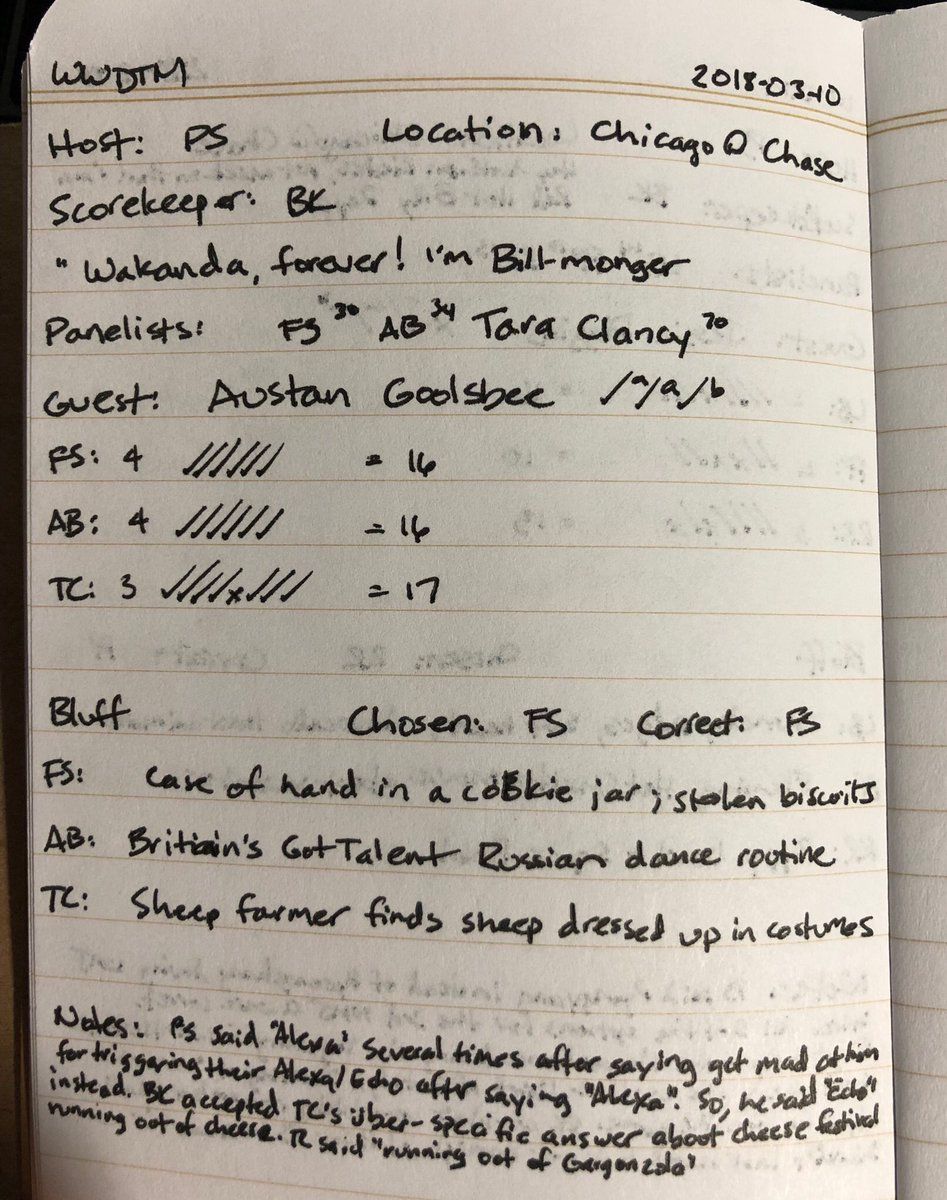 WWDTM 2018-03-10
Host: PS Location: Chicago @ Chase
Scorekeeper: BK
"Wakanda, forever! I'm Bill-monger
Panelists: FS 30 AB 34 Tara Clancy 70
Guest: Austan Goolsbee /a/a/b
FS: 4 ////// = 16
AB: 4 ////// = 16
TC: 3 ////x/// = 17
Bluff Chosen: FS Correct: FS
FS: Case of hand in a cookie jar; stolen biscuits
AB: Britiain's Got Talent Russian dance routine
TC: Sheep farmer finds sheep dressed up in costumes
Notes: PS said "Alexa" several times after saying get mad at him
for triggering their Alexa/Echo after saying "Alexa". So, he said "Echo"
instead. BK accepted TC's über-specific answer about cheese festival
running out of cheese. TC said "running out of Gorgonzola"